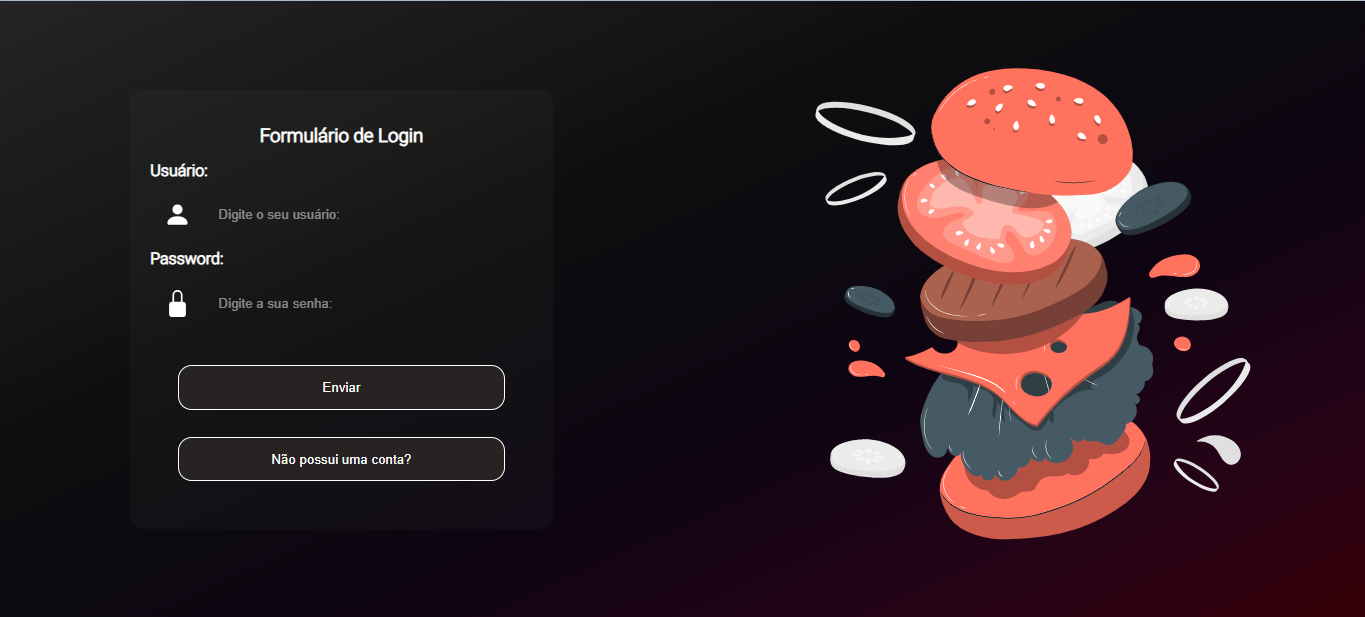 Formulário de Login
Usuário:
Digite o seu usuário:
Password:
Digite a sua senha:
Enviar
Não possui uma conta?